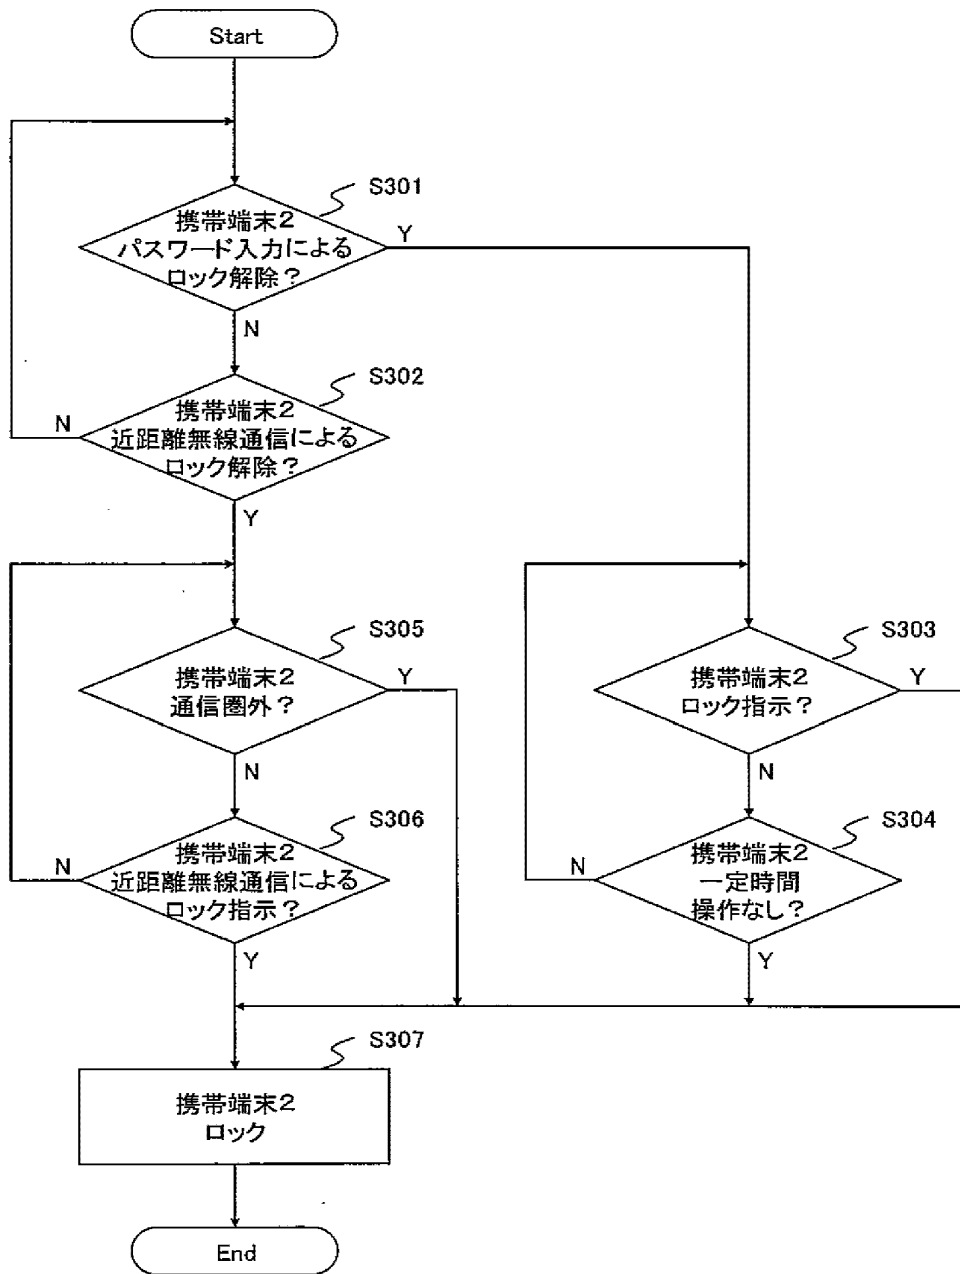 Start
S301
携帯端末2
パスワード入力による
ロック解除？
Y
N
S302
携帯端末2
近距離無線通信による
ロック解除？
N
Y
S305
携帯端末2
通信圏外？
Y
N
S303
携帯端末2
ロック指示？
Y
N
S306
携帯端末2
近距離無線通信による
ロック指示？
N
Y
S304
携帯端末2
一定時間
操作なし？
N
Y
S307
携帯端末2
ロック
End